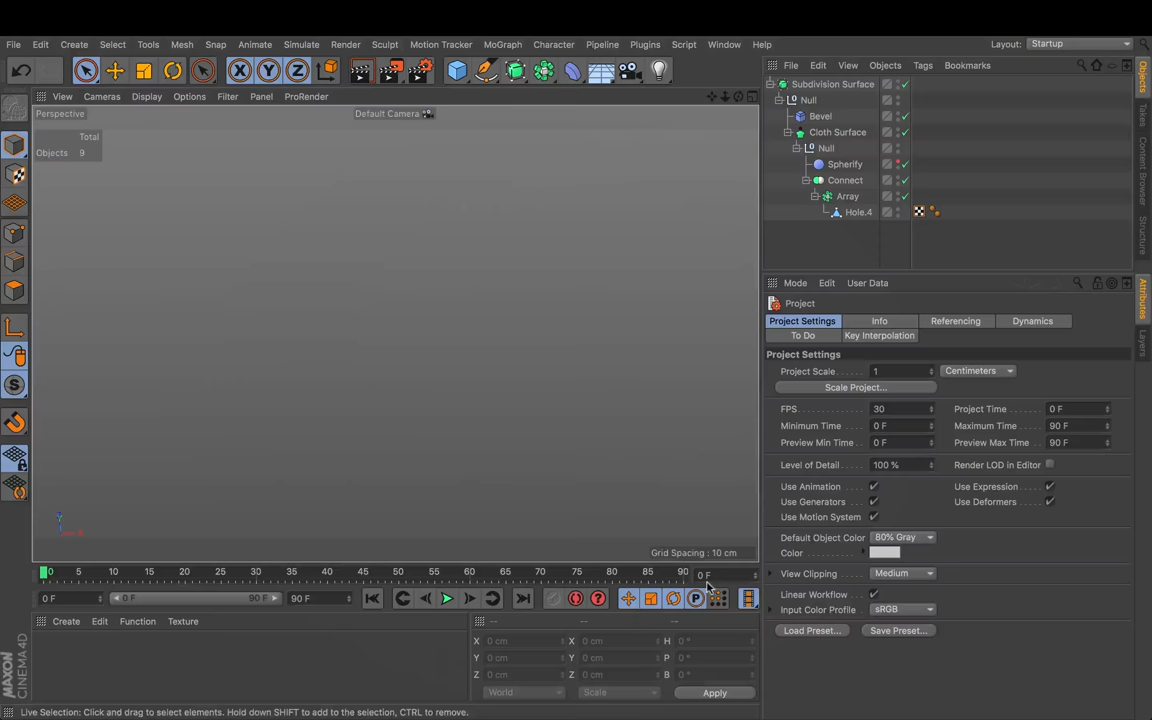 File Edit Create Select Tools Mesh Snap Animate Simulate Render Sculpt Motion Tracker MoGraph Character Pipeline Plugins Script Window Help Layout: Startup
File Edit View Objects Tags Bookmarks
View Cameras Display Options Filter Panel ProRender
Perspective Default Camera
Total
Objects 9
Subdivision Surface
Null
Bevel
Cloth Surface
Null
Spherify
Connect
Array
Hole.4
Objects
Takes
Content Browser
Structure
Mode Edit User Data
Project
Project Settings Info Referencing Dynamics
To Do Key Interpolation
Project Settings
Project Scale 1 Centimeters
Scale Project...
FPS 30 Project Time 0 F
Minimum Time 0 F Maximum Time 90 F
Preview Min Time 0 F Preview Max Time 90 F
Level of Detail 100 % Render LOD in Editor
Use Animation Use Expression
Use Generators Use Deformers
Use Motion System
Default Object Color 80% Gray
Color
View Clipping Medium
Linear Workflow
Input Color Profile sRGB
Load Preset... Save Preset...
Attributes
Layers
Y
X
Grid Spacing : 10 cm
0 5 10 15 20 25 30 35 40 45 50 55 60 65 70 75 80 85 90 0 F
0 F 0 F 90 F 90 F
Create Edit Function Texture
-- -- --
X 0 cm X 0 cm H 0 °
Y 0 cm Y 0 cm P 0 °
Z 0 cm Z 0 cm B 0 °
World Scale Apply
MAXON
CINEMA 4D
Live Selection: Click and drag to select elements. Hold down SHIFT to add to the selection, CTRL to remove.